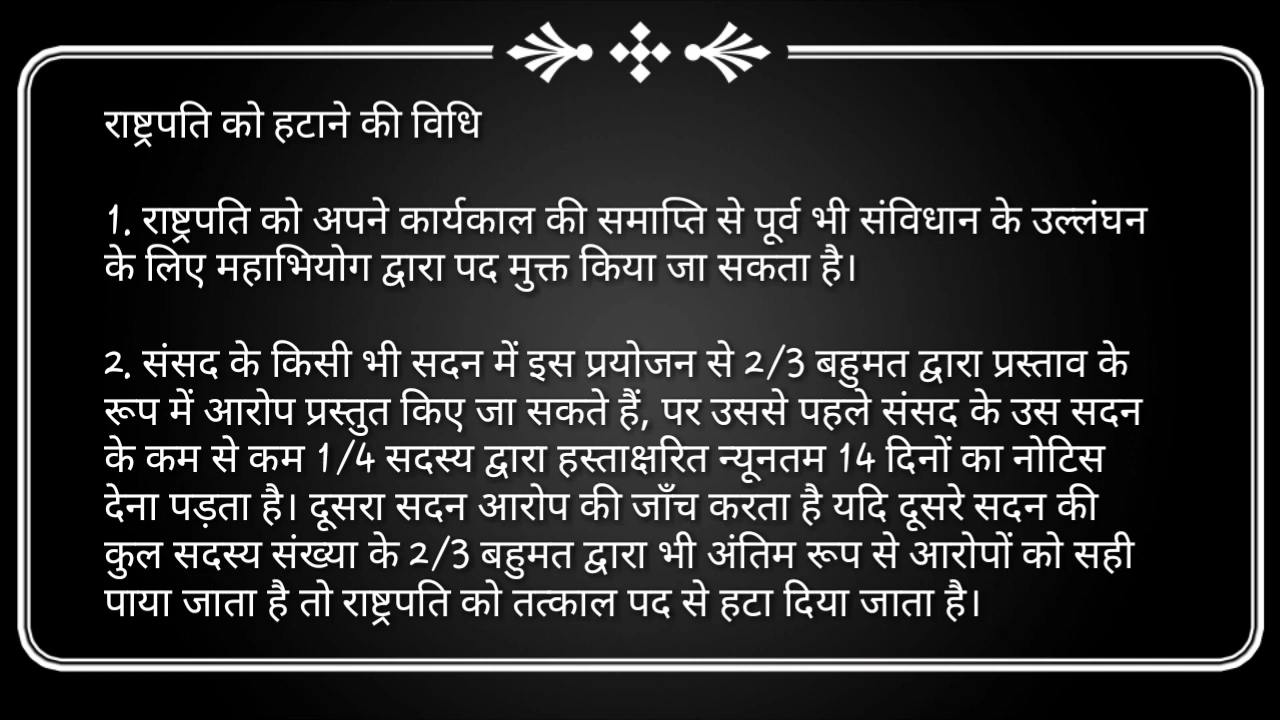 राष्ट्रपति को हटाने की विधि
1. राष्ट्रपति को अपने कार्यकाल की समाप्ति से पूर्व भी संविधान के उल्लंघन
के लिए महाभियोग द्वारा पद मुक्त किया जा सकता है।
2. संसद के किसी भी सदन में इस प्रयोजन से 2/3 बहुमत द्वारा प्रस्ताव के
रूप में आरोप प्रस्तुत किए जा सकते हैं, पर उससे पहले संसद के उस सदन
के कम से कम 1/4 सदस्य द्वारा हस्ताक्षरित न्यूनतम 14 दिनों का नोटिस
देना पड़ता है। दूसरा सदन आरोप की जाँच करता है यदि दूसरे सदन की
कुल सदस्य संख्या के 2/3 बहुमत द्वारा भी अंतिम रूप से आरोपों को सही
पाया जाता है तो राष्ट्रपति को तत्काल पद से हटा दिया जाता है।